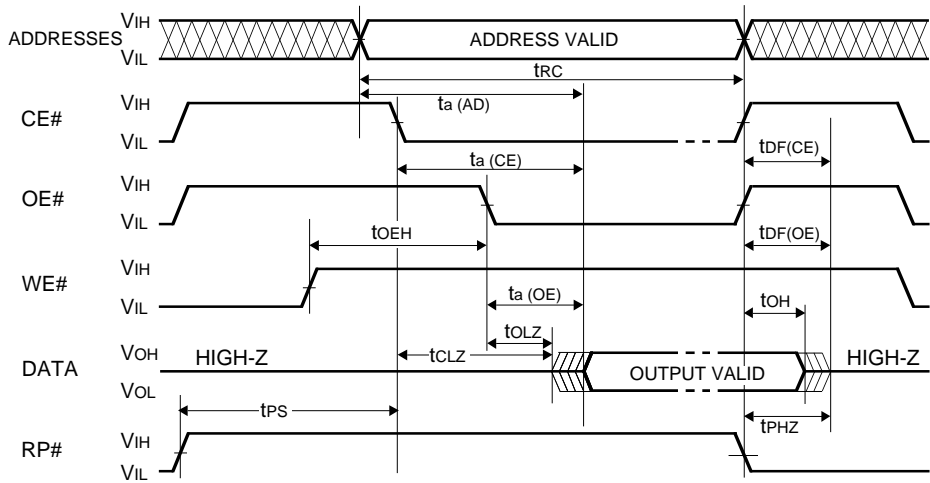 ADDRESSES VIH VIL ADDRESS VALID
tRC
ta (AD)
CE# VIH VIL
tDF(CE)
ta (CE)
OE# VIH VIL
tOEH
tDF(OE)
WE# VIH VIL
ta (OE)
tOH
tOLZ
DATA VOH VOL HIGH-Z
tCLZ
OUTPUT VALID
HIGH-Z
tPS
tPHZ
RP# VIH VIL